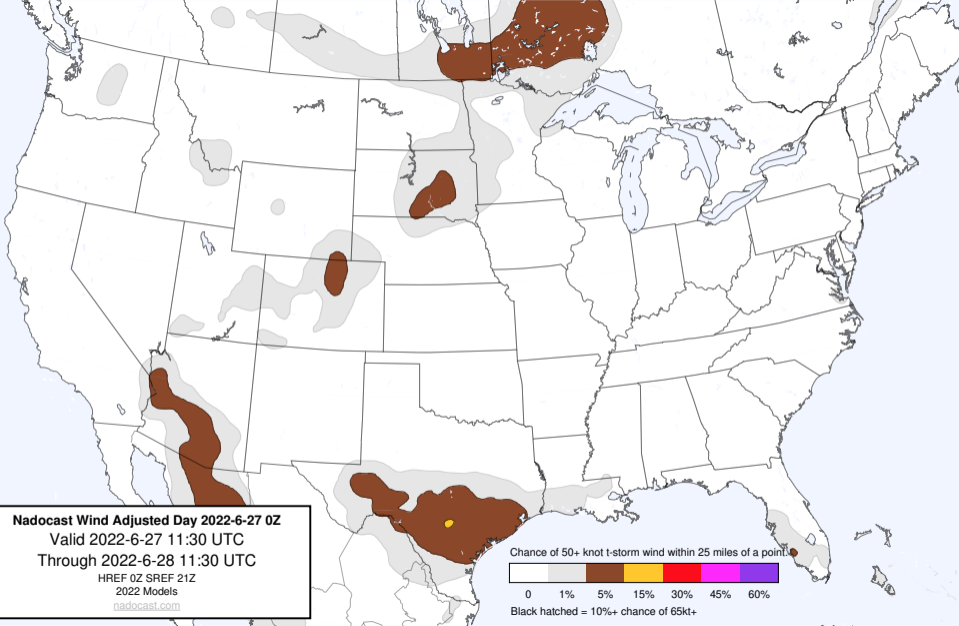 Nadocast Wind Adjusted Day 2022-6-27 0Z
Valid 2022-6-27 11:30 UTC
Through 2022-6-28 11:30 UTC
HREF 0Z SREF 21Z
2022 Models
nadocast.com
Chance of 50+ knot t-storm wind within 25 miles of a point.
0 1% 5% 15% 30% 45% 60%
Black hatched = 10%+ chance of 65kt+